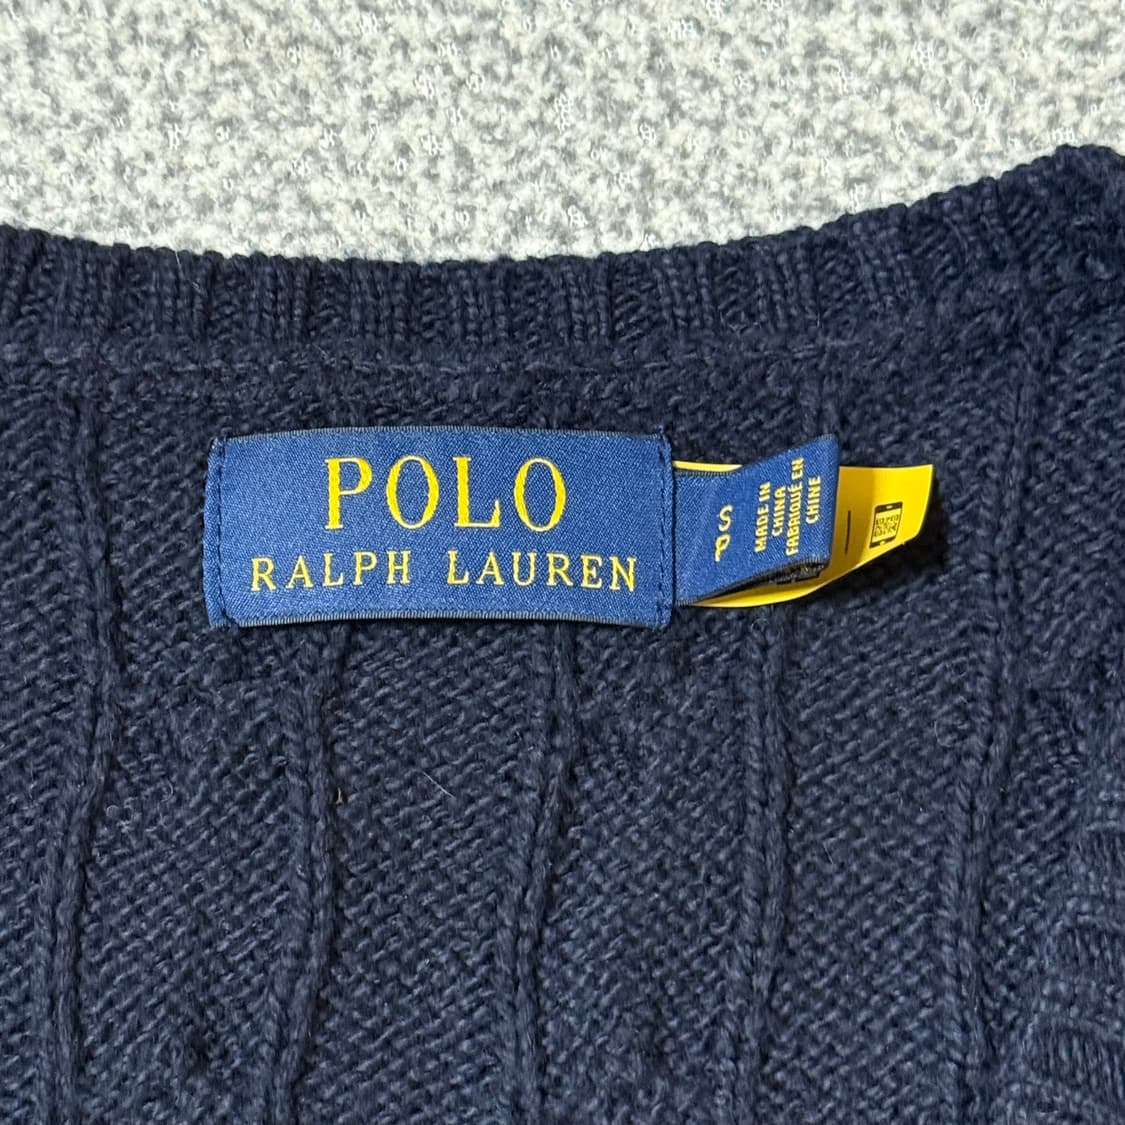 POLO
RALPH LAUREN
S
P
MADE IN
CHINA
FABRIQUÉ EN
CHINE